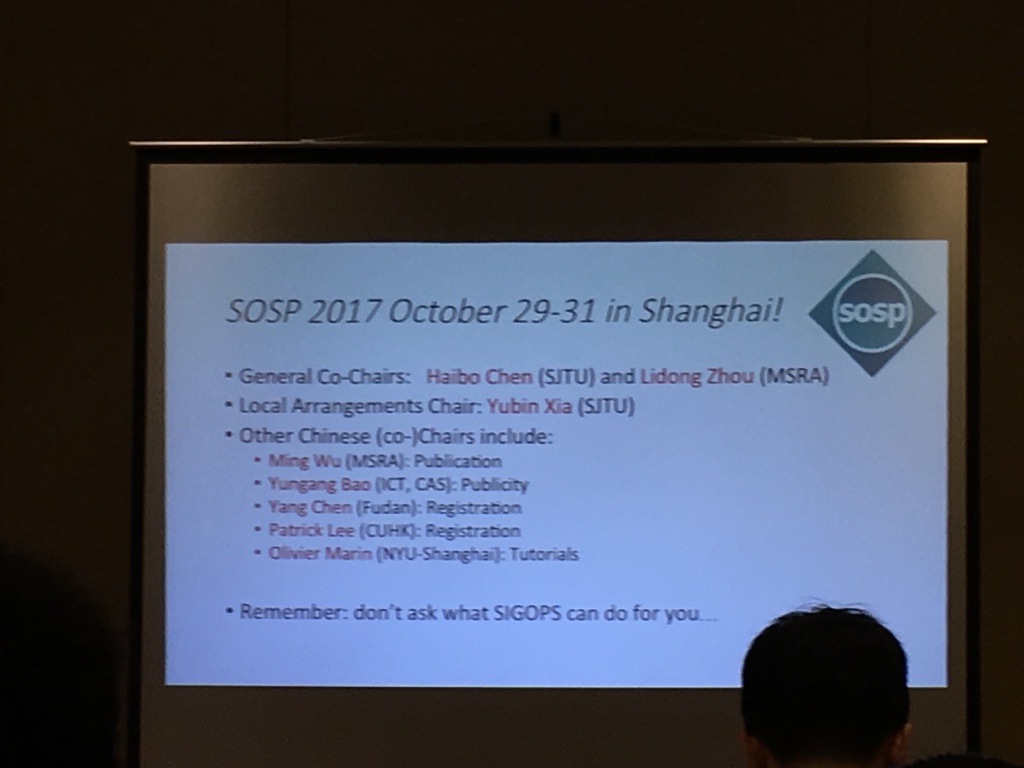 SOSP 2017 October 29-31 in Shanghai!
sosp
• General Co-Chairs: Haibo Chen (SJTU) and Lidong Zhou (MSRA)
• Local Arrangements Chair: Yubin Xia (SJTU)
• Other Chinese (co-)Chairs include:
• Ming Wu (MSRA): Publication
• Yungang Bao (ICT, CAS): Publicity
• Yang Chen (Fudan): Registration
• Patrick Lee (CUHK): Registration
• Olivier Marin (NYU-Shanghai): Tutorials
• Remember: don't ask what SIGOPS can do for you...